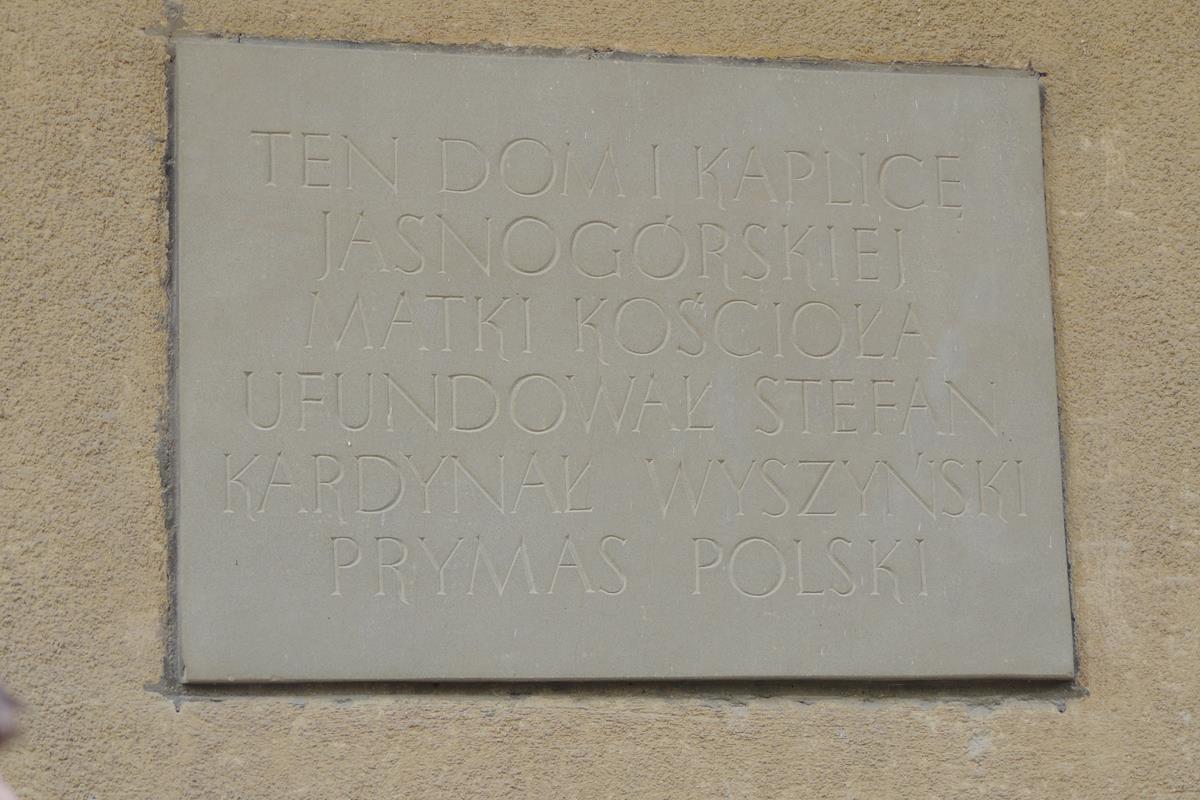 TEN DOM I KAPLICĘ
JASNOGÓRSKIEJ
MATKI KOŚCIOŁA
UFUNDOWAŁ STEFAN
KARDYNAŁ WYSZYŃSKI
PRYMAS POLSKI